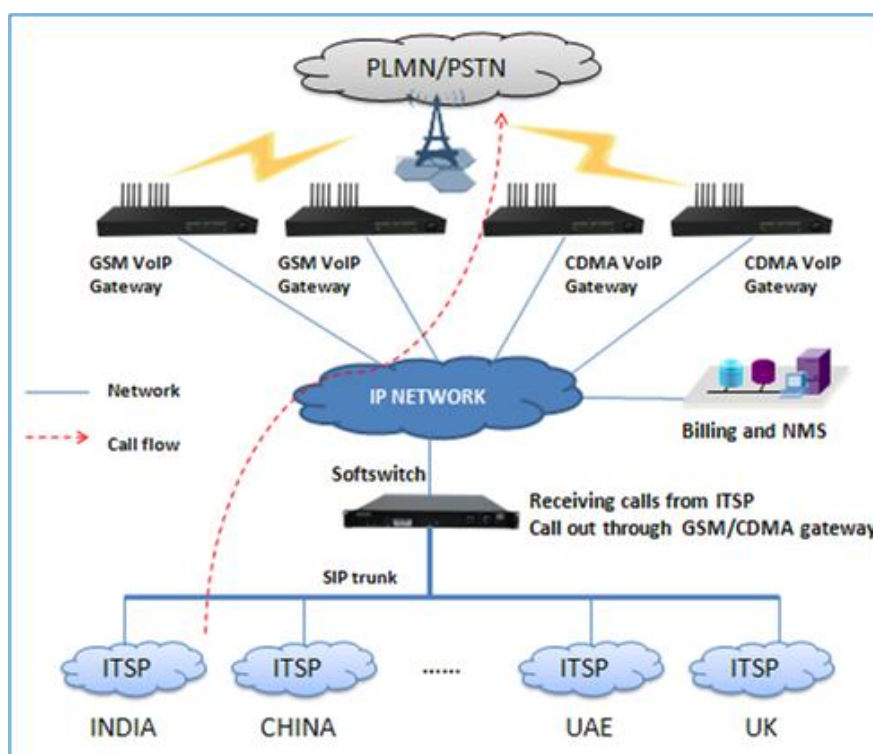 PLMN/PSTN
GSM VoIP
Gateway
GSM VoIP
Gateway
CDMA VoIP
Gateway
CDMA VoIP
Gateway
Network
Call flow
IP NETWORK
Billing and NMS
Softswitch
Receiving calls from ITSP
Call out through GSM/CDMA gateway
SIP trunk
ITSP
ITSP
......
ITSP
ITSP
INDIA
CHINA
UAE
UK